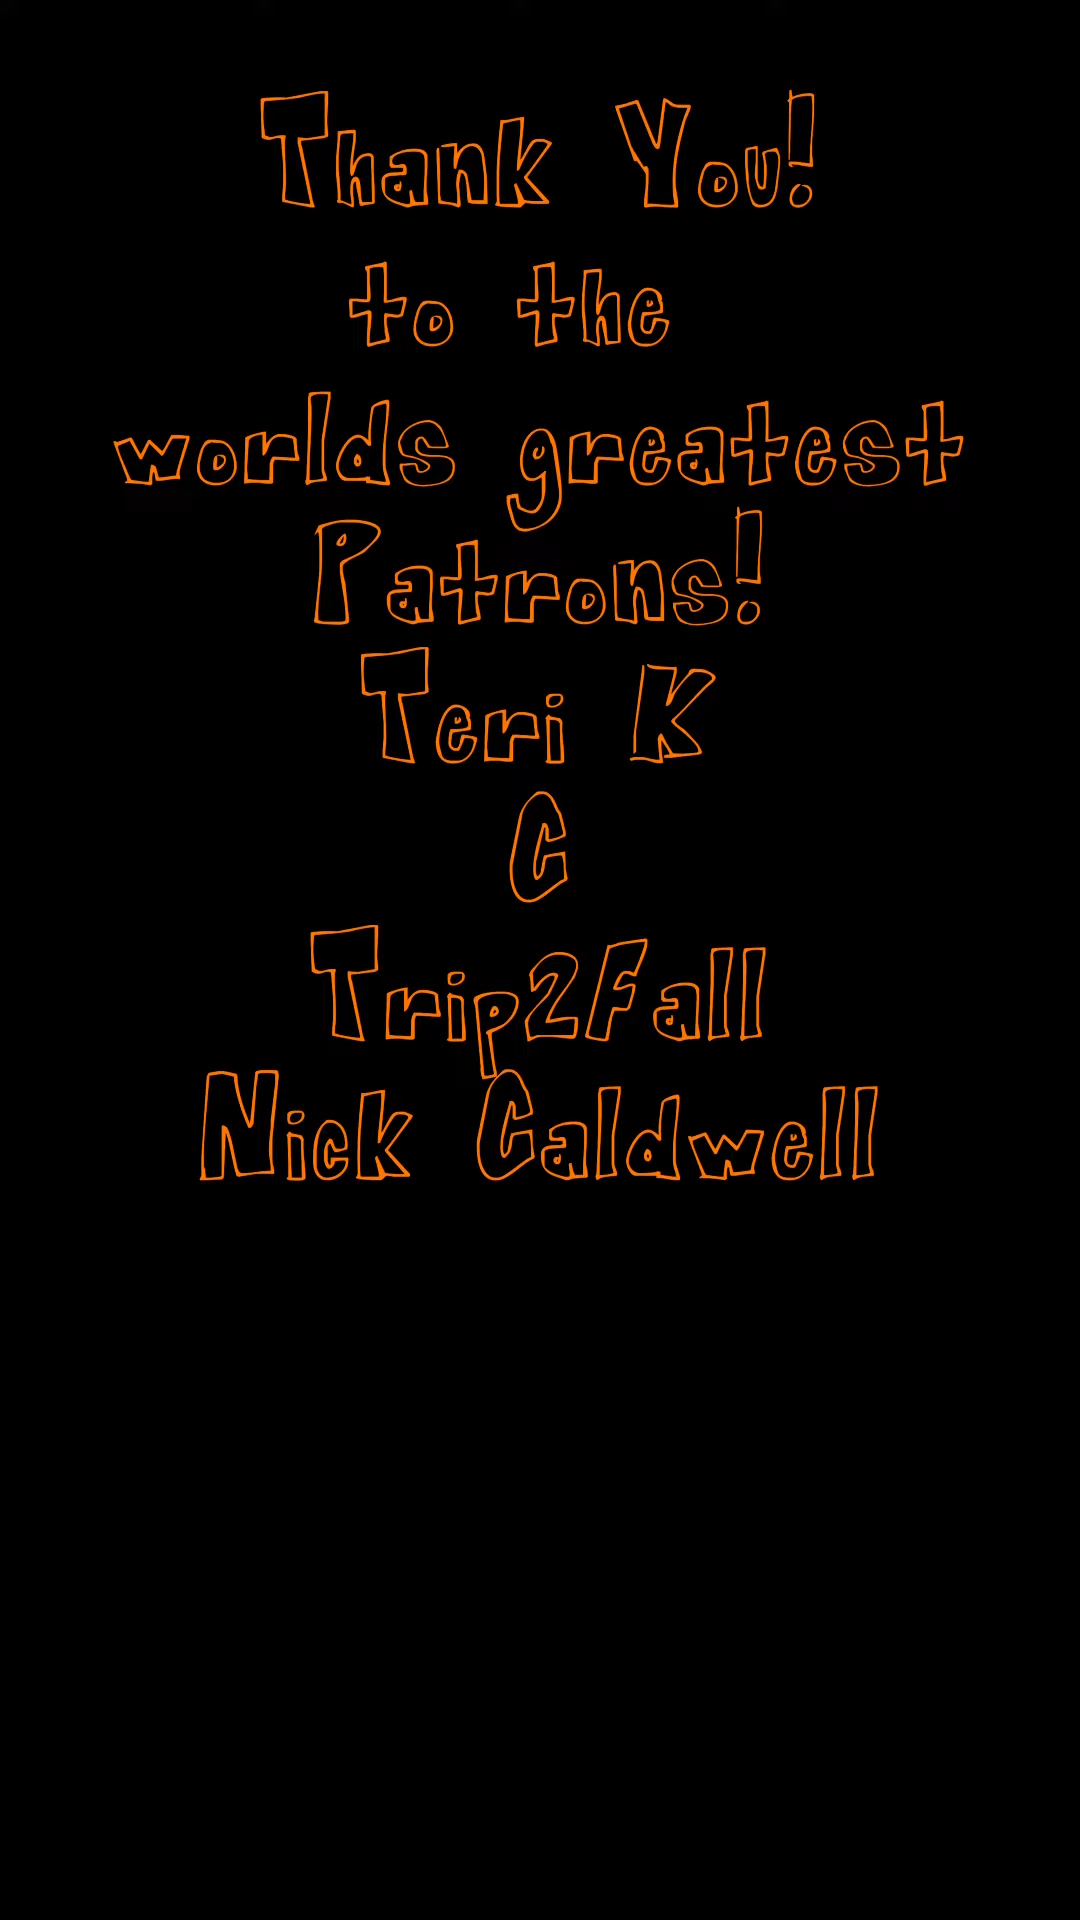 Thank You!
to the
worlds greatest
Patrons!
Teri K
C
Trip2Fall
Nick Caldwell